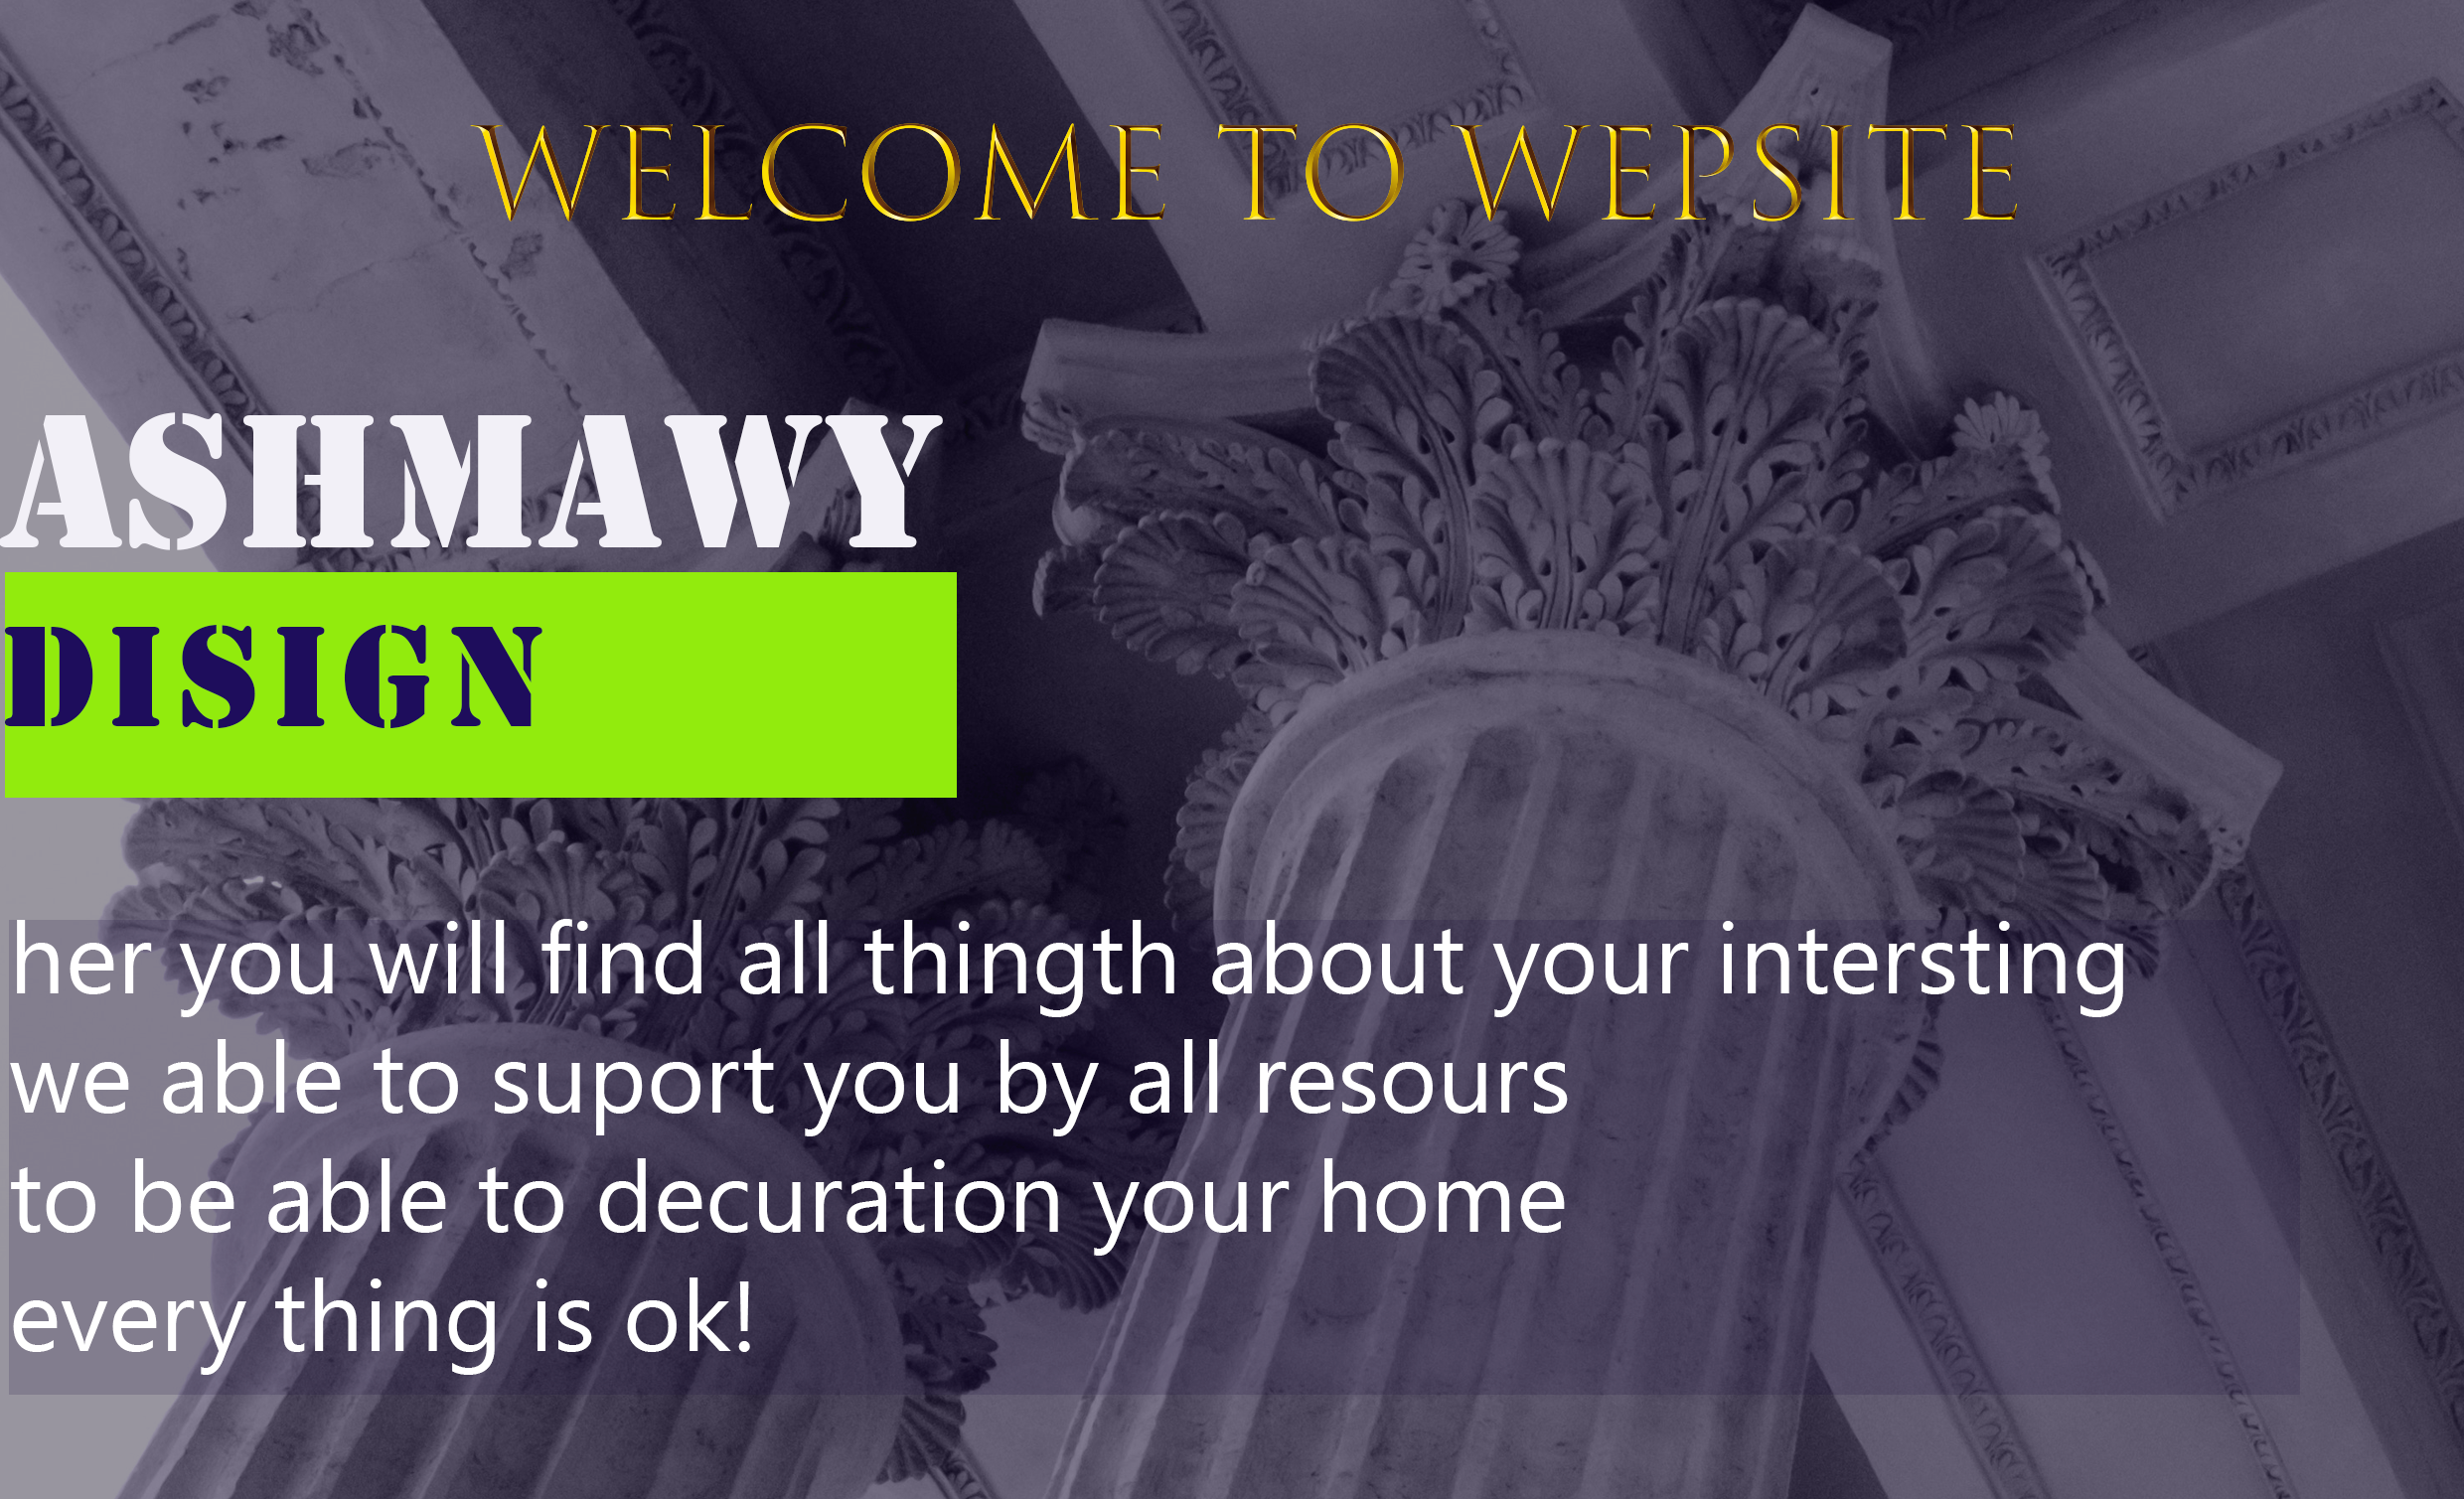 WELCOME TO WEPSITE
ASHMAWY
DISIGN
her you will find all thingth about your intersting
we able to suport you by all resours
to be able to decuration your home
every thing is ok!